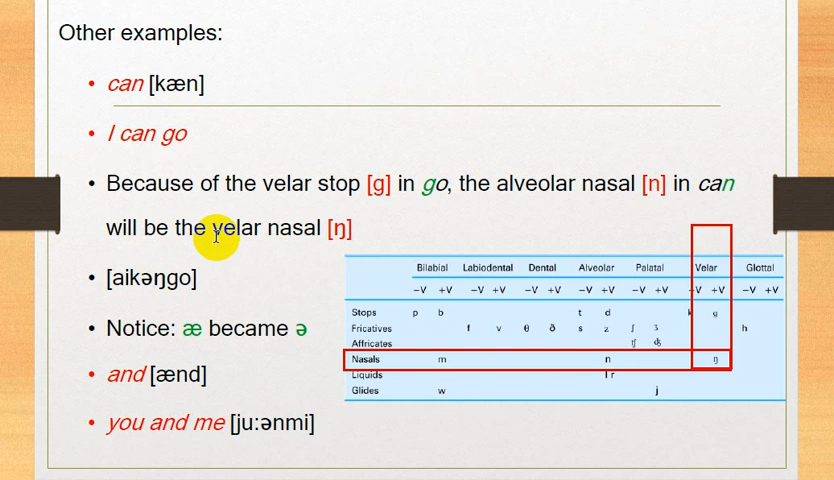 Other examples:
• can [kæn]
• I can go
• Because of the velar stop [g] in go, the alveolar nasal [n] in can
will be the velar nasal [ŋ]
• [aikəŋgo]
• Notice: æ became ə
• and [ænd]
• you and me [ju:ənmi]
Bilabial Labiodental Dental Alveolar Palatal Velar Glottal
−V +V −V +V −V +V −V +V −V +V −V +V −V +V
Stops p b t d k g
Fricatives f v θ ð s z ʃ ʒ h
Affricates ʧ ʤ
Nasals m n ŋ
Liquids l r
Glides w j